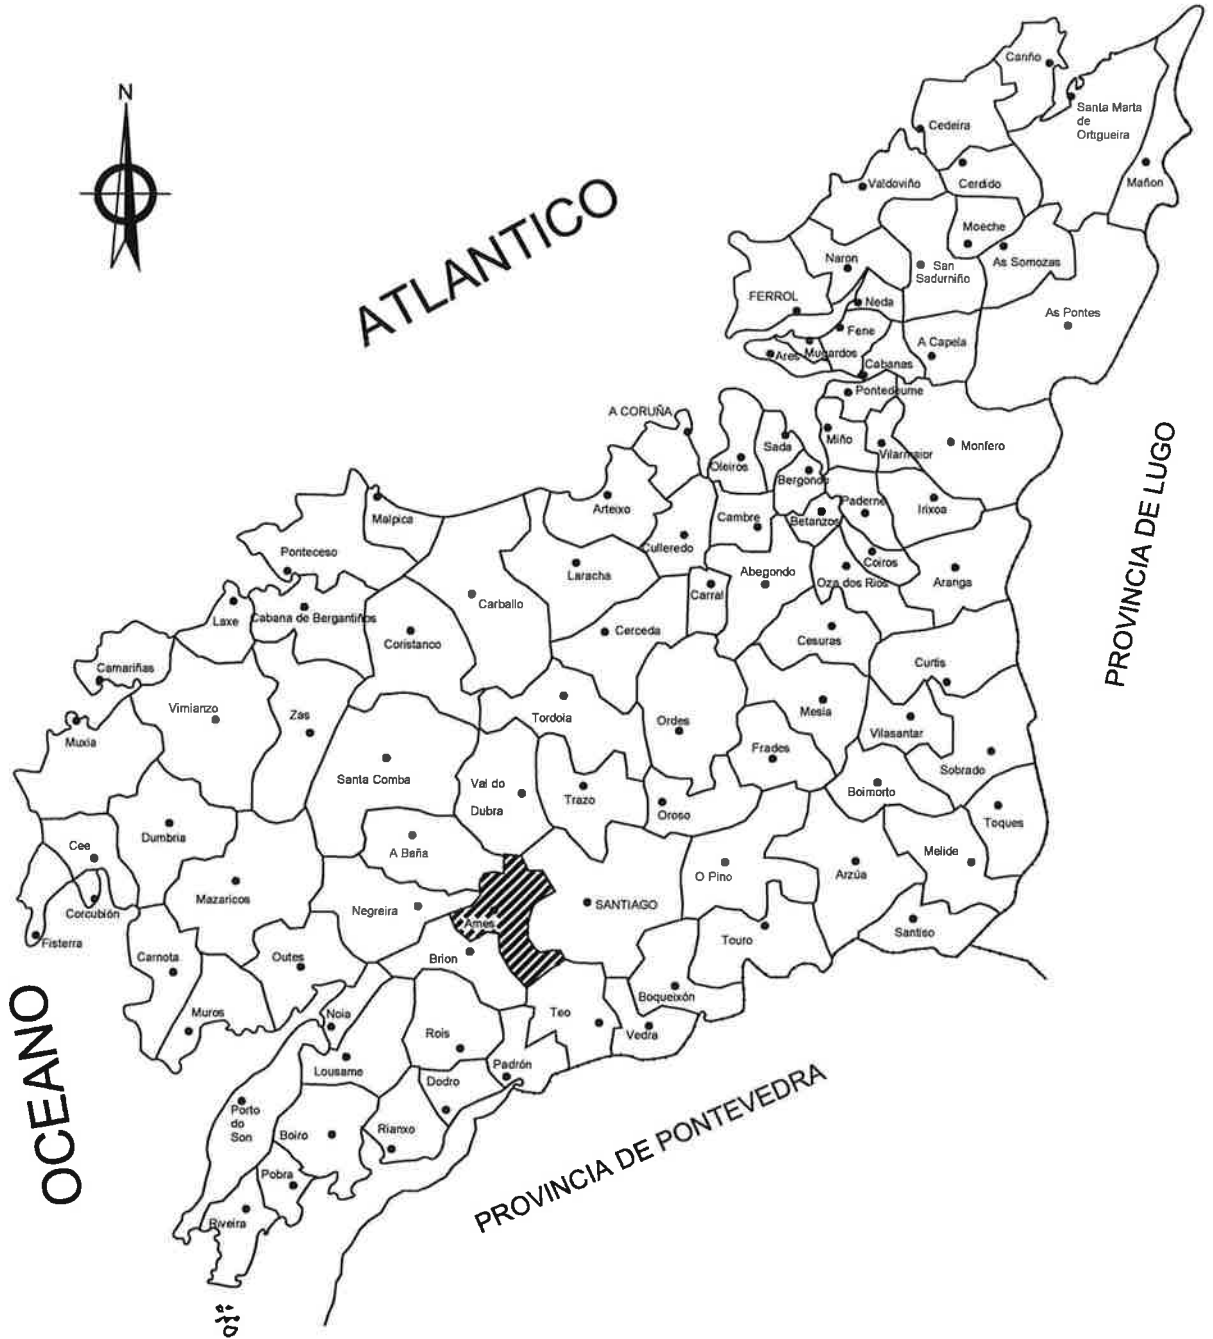 N
ATLANTICO
OCEANO
PROVINCIA DE LUGO
PROVINCIA DE PONTEVEDRA
Cariño
Santa Marta
de
Ortigueira
Cedeira
Mañon
Cerdido
Valdoviño
Moeche
As Somozas
Naron
San
Sadurniño
FERROL
Neda
As Pontes
Fene
A Capela
Ares
Mugardos
Cabanas
Pontedeume
A CORUÑA
Miño
Sada
Vilarmaior
Monfero
Oleiros
Bergondo
Paderne
Irixoa
Arteixo
Cambre
Betanzos
Malpica
Culleredo
Coiros
Ponteceso
Laracha
Abegondo
Oza dos Rios
Aranga
Carral
Carballo
Laxe
Cabana de Bergantiños
Coristanco
Cerceda
Cesuras
Camariñas
Curtis
Vimianzo
Zas
Tordoia
Ordes
Mesia
Vilasantar
Muxia
Frades
Sobrado
Santa Comba
Val do
Dubra
Trazo
Oroso
Boimorto
Toques
Dumbria
Cee
A Baña
Melide
O Pino
Arzúa
Mazaricos
Negreira
SANTIAGO
Corcubión
Ames
Santiso
Fisterra
Touro
Carnota
Outes
Brion
Boqueixón
Muros
Noia
Teo
Rois
Vedra
Lousame
Padrón
Dodro
Porto
do
Son
Boiro
Rianxo
Pobra
Riveira